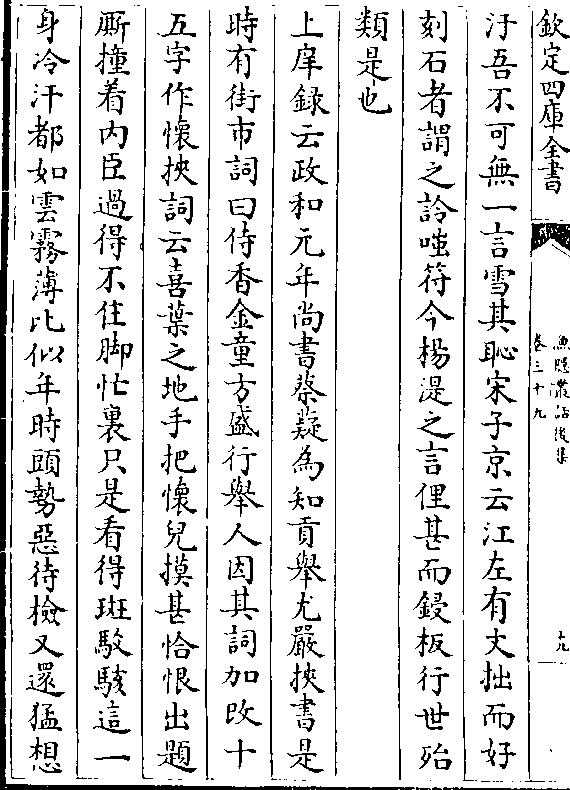 欽定四庫全書
漁隱叢話後集
卷三十九
十九
汙吾不可無一言雪其恥宋子京云江左有文拙而好
刻石者謂之詅嗤符今楊湜之言俚甚而鋟板行世殆
類是也
上庠錄云政和元年尚書蔡薿為知貢舉尤嚴挾書是
時有街市詞曰侍香金童方盛行舉人因其詞加改十
五字作懷挾詞云喜葉之地手把懷兒摸甚恰恨出題
厮撞着内臣過得不住脚忙裏只是看得斑駁駭這一
身冷汗都如雲霧薄比似年時頭勢惡待檢又還猛想